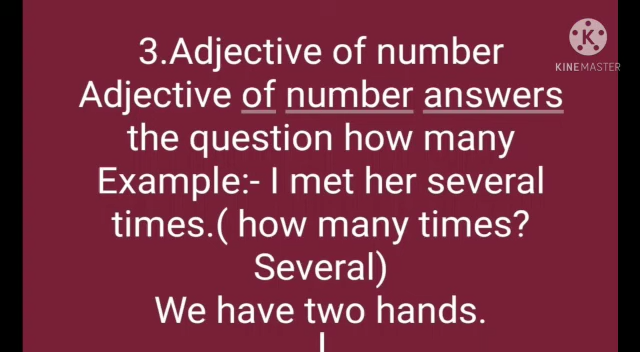 3.Adjective of number
KINEMASTER
Adjective of number answers
the question how many
Example:- I met her several
times.( how many times?
Several)
We have two hands.